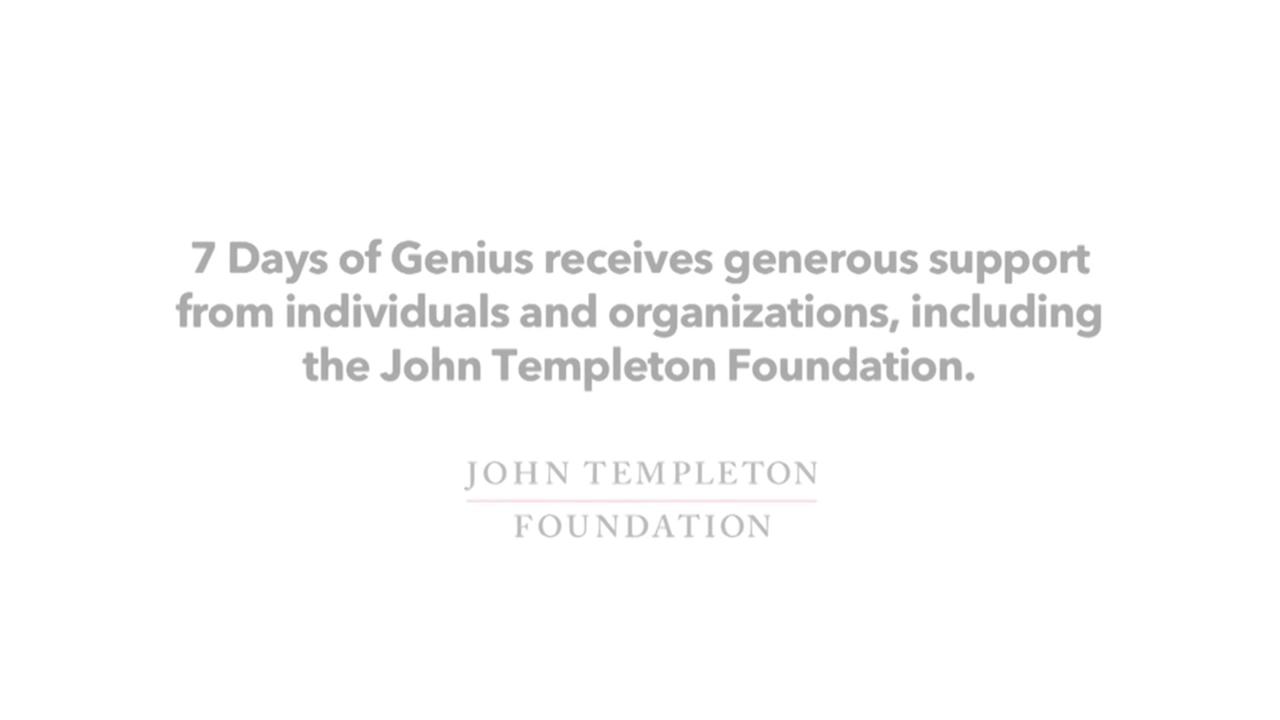 7 Days of Genius receives generous support
from individuals and organizations, including
the John Templeton Foundation.
JOHN TEMPLETON
FOUNDATION